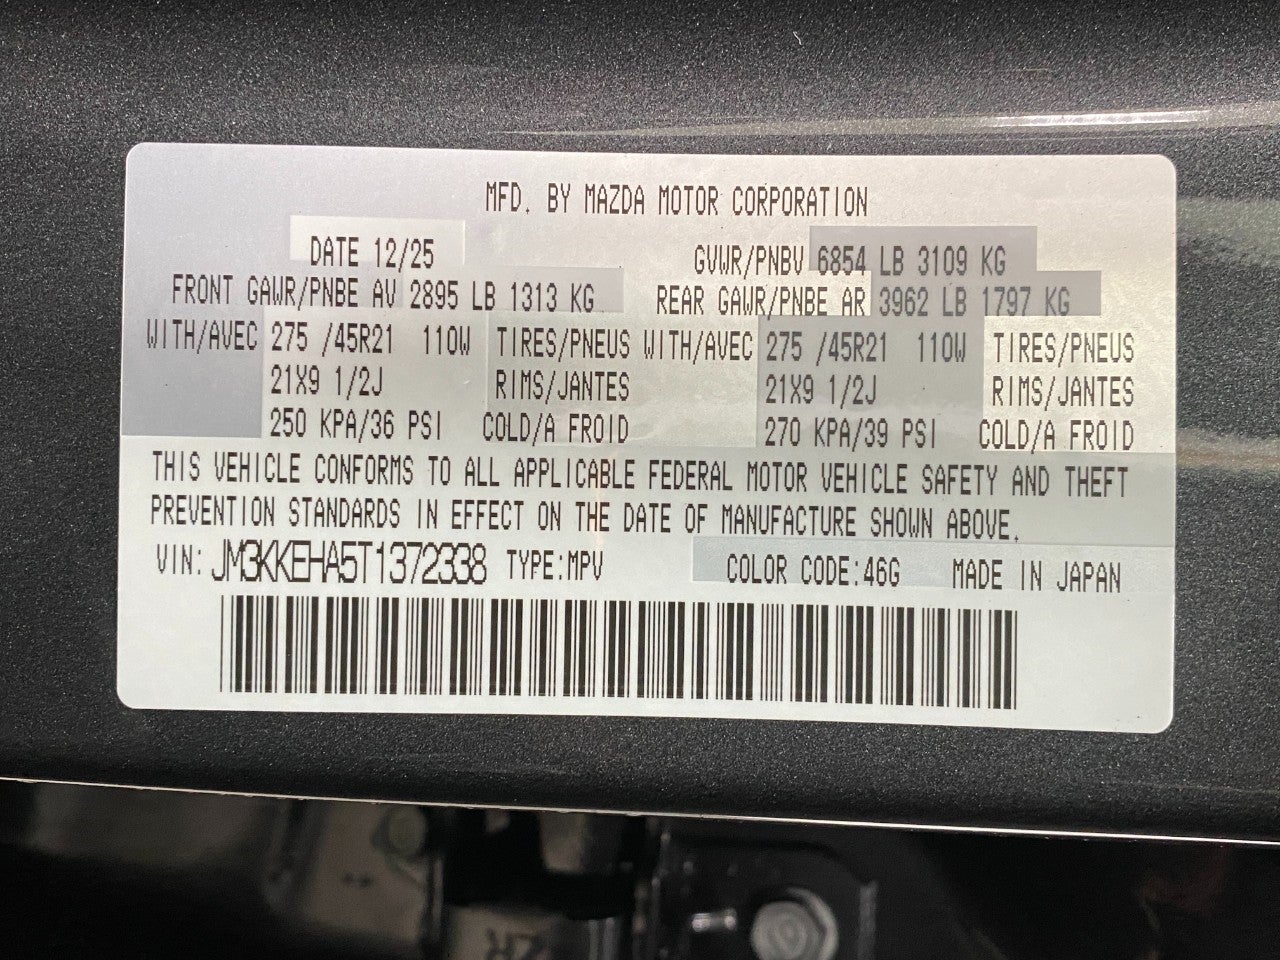 MFD. BY MAZDA MOTOR CORPORATION
DATE 12/25 GVWR/PNBV 6854 LB 3109 KG
FRONT GAWR/PNBE AV 2895 LB 1313 KG REAR GAWR/PNBE AR 3962 LB 1797 KG
WITH/AVEC 275 /45R21 110W TIRES/PNEUS WITH/AVEC 275 /45R21 110W TIRES/PNEUS
21X9 1/2J RIMS/JANTES 21X9 1/2J RIMS/JANTES
250 KPA/36 PSI COLD/A FROID 270 KPA/39 PSI COLD/A FROID
THIS VEHICLE CONFORMS TO ALL APPLICABLE FEDERAL MOTOR VEHICLE SAFETY AND THEFT
PREVENTION STANDARDS IN EFFECT ON THE DATE OF MANUFACTURE SHOWN ABOVE.
VIN: JM3KKEHA5T1372338 TYPE:MPV COLOR CODE:46G MADE IN JAPAN